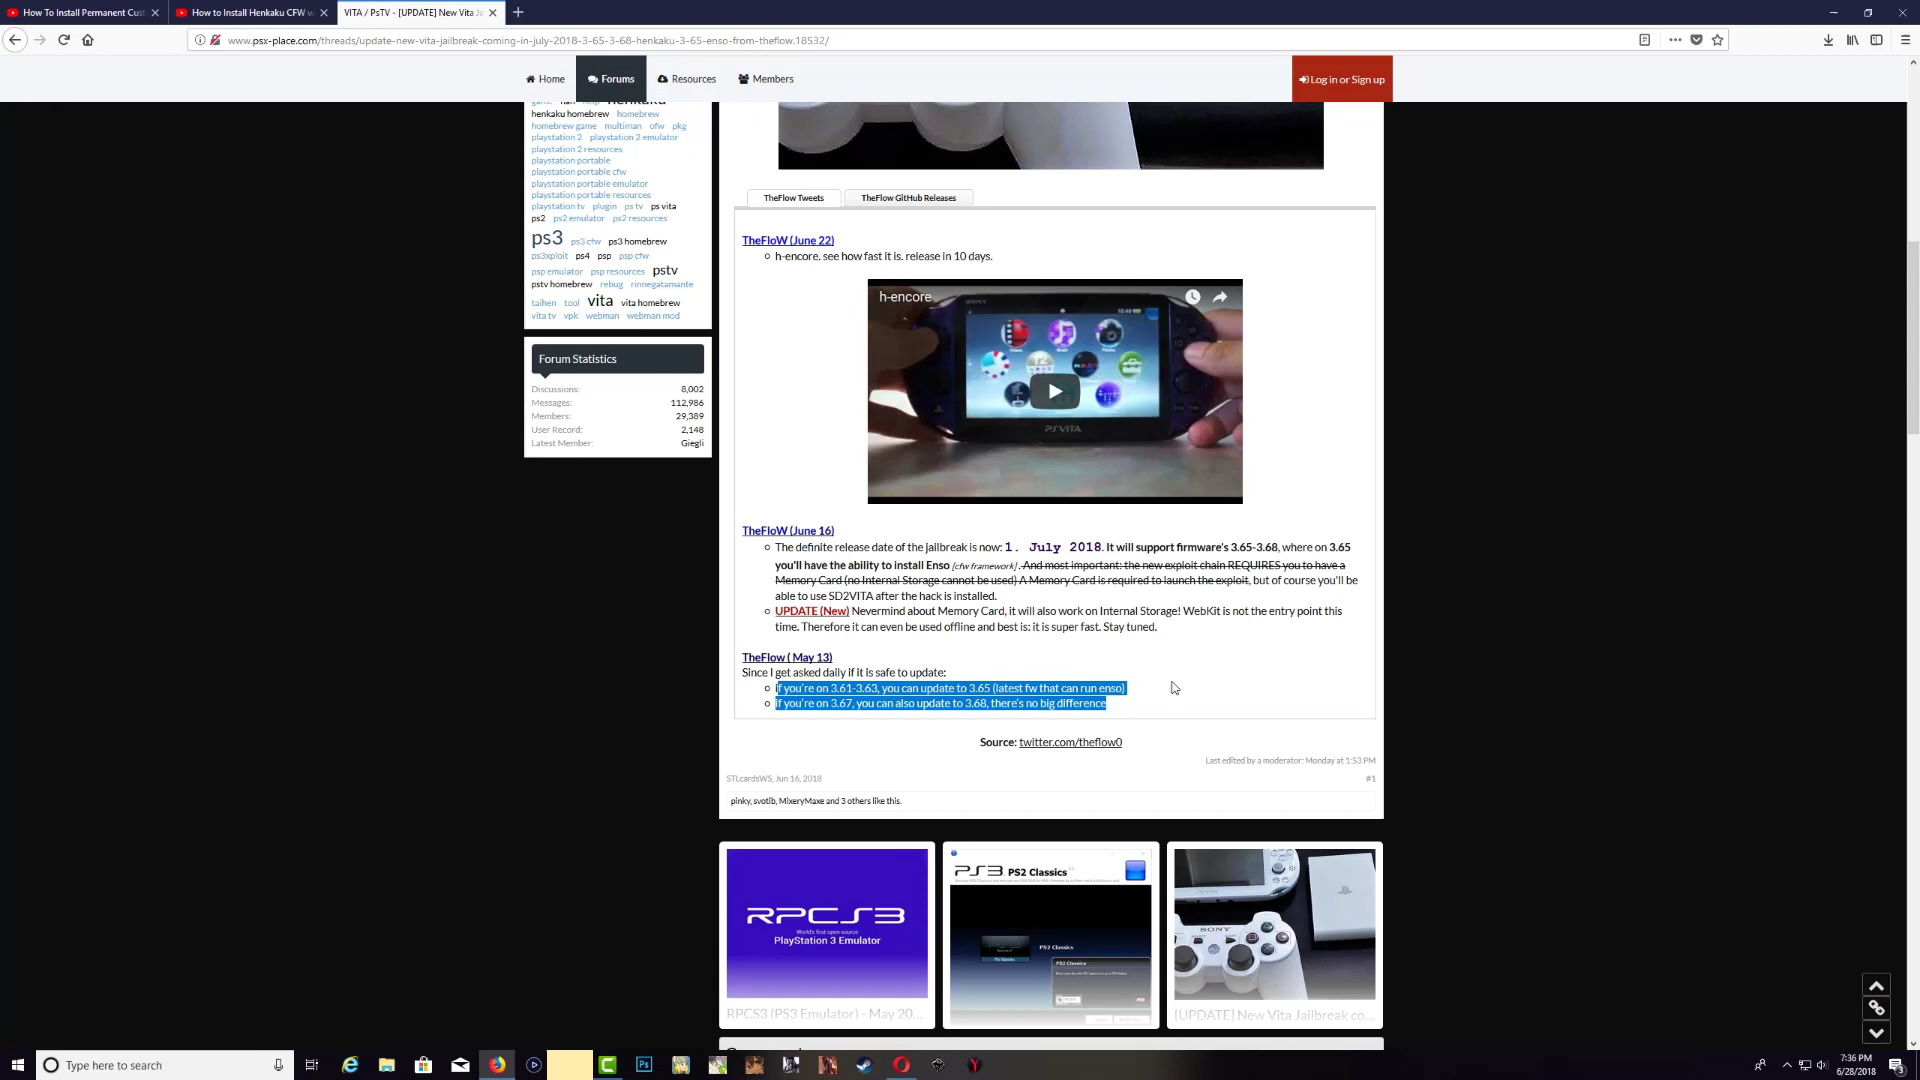 How To Install Permanent Cust
How to Install Henkaku CFW w
VITA / PsTV - [UPDATE] New Vita Ja
www.psx-place.com/threads/update-new-vita-jailbreak-coming-in-july-2018-3-65-3-68-henkaku-3-65-enso-from-theflow.18532/
Home
Forums
Resources
Members
Log in or Sign up
henkaku homebrew homebrew
homebrew game multiman ofw pkg
playstation 2 playstation 2 emulator
playstation 2 resources
playstation portable
playstation portable cfw
playstation portable emulator
playstation portable resources
playstation tv plugin ps tv ps vita
ps2 ps2 emulator ps2 resources
ps3 ps3 cfw ps3 homebrew
ps3xploit ps4 psp psp cfw
psp emulator psp resources pstv
pstv homebrew rebug rinnegatamante
taihen tool vita vita homebrew
vita tv vpk webman webman mod
Forum Statistics
Discussions: 8,002
Messages: 112,986
Members: 29,389
User Record: 2,148
Latest Member: Giegli
TheFlow Tweets
TheFlow GitHub Releases
TheFloW (June 22)
h-encore. see how fast it is. release in 10 days.
h-encore
SONY
PSVITA
TheFloW (June 16)
The definite release date of the jailbreak is now: 1. July 2018. It will support firmware's 3.65-3.68, where on 3.65
you'll have the ability to install Enso [cfw framework] . And most important: the new exploit chain REQUIRES you to have a
Memory Card (no Internal Storage cannot be used) A Memory Card is required to launch the exploit, but of course you'll be
able to use SD2VITA after the hack is installed.
UPDATE (New) Nevermind about Memory Card, it will also work on Internal Storage! WebKit is not the entry point this
time. Therefore it can even be used offline and best is: it is super fast. Stay tuned.
TheFlow ( May 13)
Since I get asked daily if it is safe to update:
if you're on 3.61-3.63, you can update to 3.65 (latest fw that can run enso)
if you're on 3.67, you can also update to 3.68, there's no big difference
Source: twitter.com/theflow0
Last edited by a moderator: Monday at 1:53 PM
STLcardsWS, Jun 16, 2018
#1
pinky, svotib, MixeryMaxe and 3 others like this.
RPCS3
World's first open source
PlayStation 3 Emulator
RPCS3 (PS3 Emulator) - May 20...
PS3 PS2 Classics
PS2 Classics
PS2 Classics
SONY
[UPDATE] New Vita Jailbreak co...
Type here to search
7:36 PM
6/28/2018